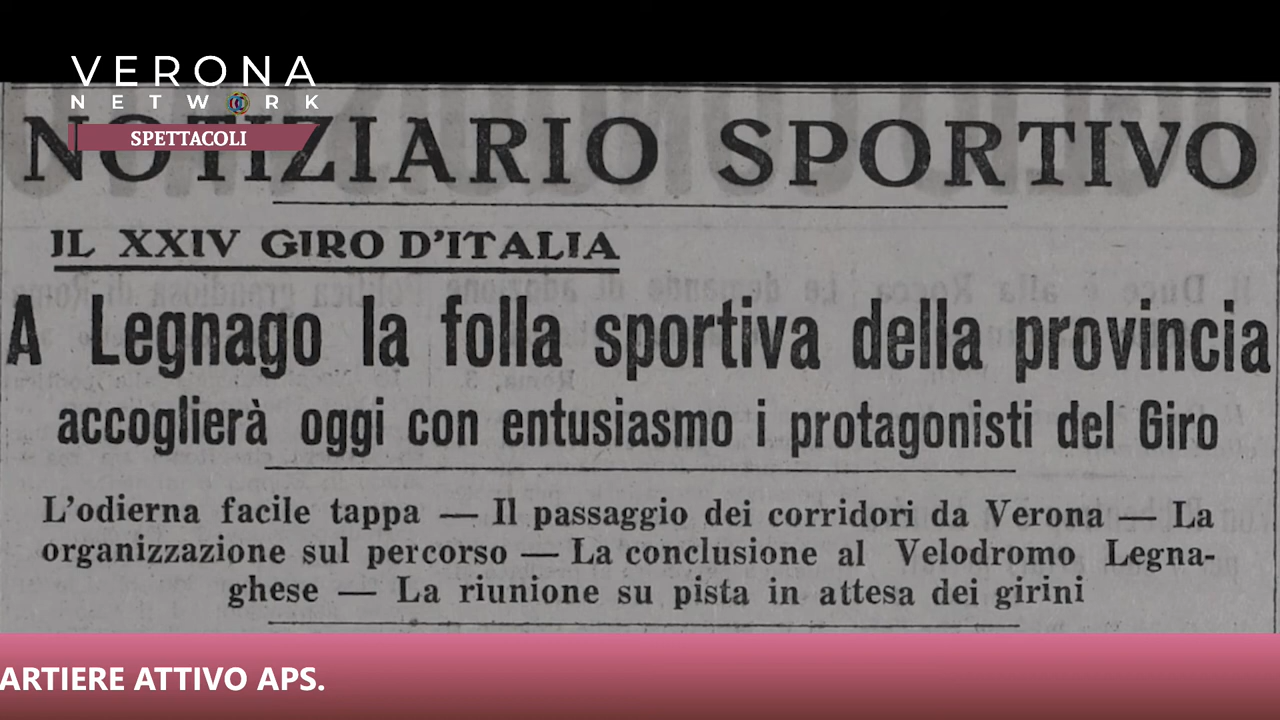 VERONA
NETWORK
SPETTACOLI
NOTIZIARIO SPORTIVO
IL XXIV GIRO D'ITALIA
A Legnago la folla sportiva della provincia
accoglierà oggi con entusiasmo i protagonisti del Giro
L'odierna facile tappa — Il passaggio dei corridori da Verona — La
organizzazione sul percorso — La conclusione al Velodromo Legna-
ghese — La riunione su pista in attesa dei girini
ARTIERE ATTIVO APS.